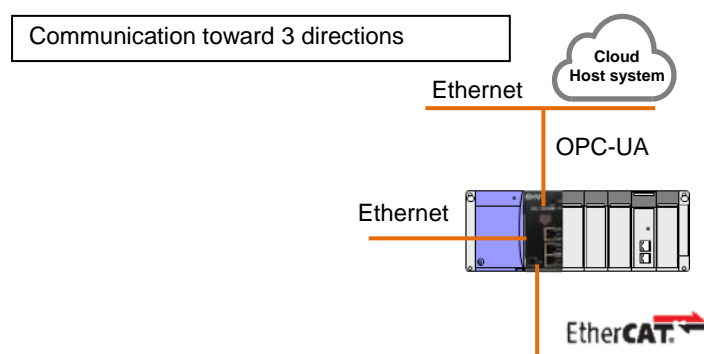 Communication toward 3 directions
Cloud
Host system
Ethernet
OPC-UA
Ethernet
EtherCAT.